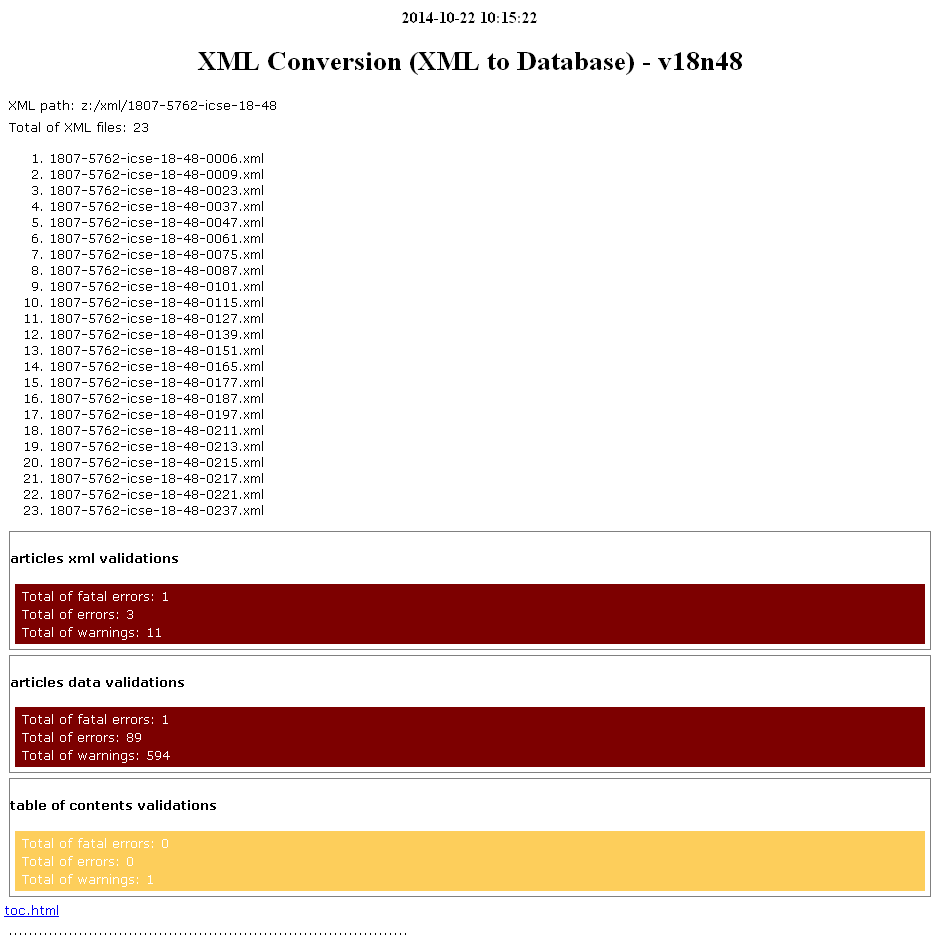 2014-10-22 10:15:22
XML Conversion (XML to Database) - v18n48
XML path: z:/xml/1807-5762-icse-18-48
Total of XML files: 23
1. 1807-5762-icse-18-48-0006.xml
2. 1807-5762-icse-18-48-0009.xml
3. 1807-5762-icse-18-48-0023.xml
4. 1807-5762-icse-18-48-0037.xml
5. 1807-5762-icse-18-48-0047.xml
6. 1807-5762-icse-18-48-0061.xml
7. 1807-5762-icse-18-48-0075.xml
8. 1807-5762-icse-18-48-0087.xml
9. 1807-5762-icse-18-48-0101.xml
10. 1807-5762-icse-18-48-0115.xml
11. 1807-5762-icse-18-48-0127.xml
12. 1807-5762-icse-18-48-0139.xml
13. 1807-5762-icse-18-48-0151.xml
14. 1807-5762-icse-18-48-0165.xml
15. 1807-5762-icse-18-48-0177.xml
16. 1807-5762-icse-18-48-0187.xml
17. 1807-5762-icse-18-48-0197.xml
18. 1807-5762-icse-18-48-0211.xml
19. 1807-5762-icse-18-48-0213.xml
20. 1807-5762-icse-18-48-0215.xml
21. 1807-5762-icse-18-48-0217.xml
22. 1807-5762-icse-18-48-0221.xml
23. 1807-5762-icse-18-48-0237.xml
articles xml validations
Total of fatal errors: 1
Total of errors: 3
Total of warnings: 11
articles data validations
Total of fatal errors: 1
Total of errors: 89
Total of warnings: 594
table of contents validations
Total of fatal errors: 0
Total of errors: 0
Total of warnings: 1
toc.html
................................................................................